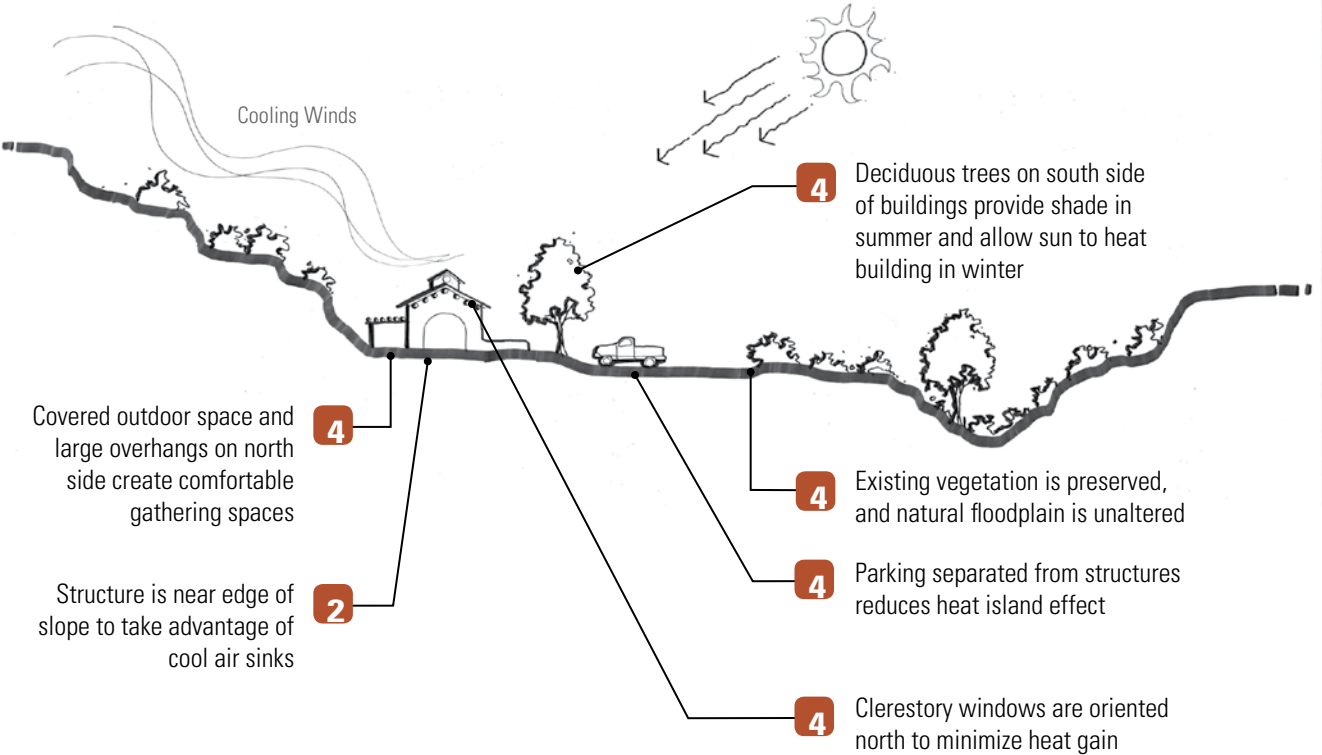 Cooling Winds
4
Deciduous trees on south side
of buildings provide shade in
summer and allow sun to heat
building in winter
Covered outdoor space and
large overhangs on north
side create comfortable
gathering spaces
4
4
Existing vegetation is preserved,
and natural floodplain is unaltered
Structure is near edge of
slope to take advantage of
cool air sinks
2
4
Parking separated from structures
reduces heat island effect
4
Clerestory windows are oriented
north to minimize heat gain